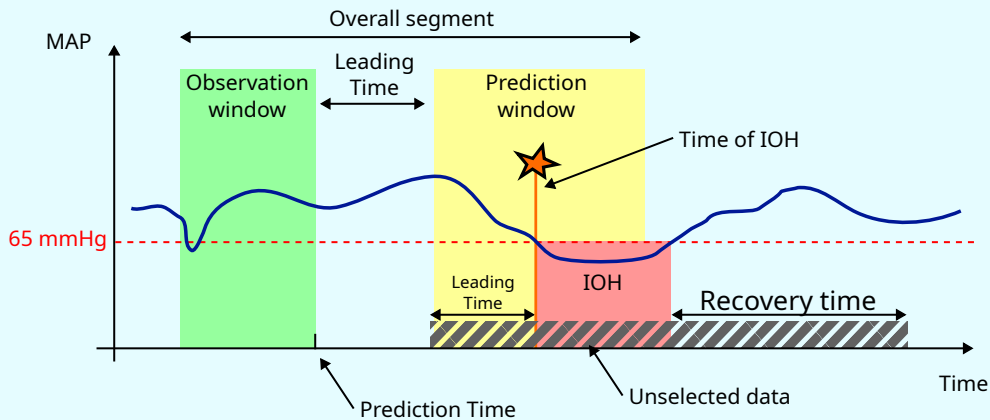 Overall segment
MAP
Leading
Time
Observation
window
Prediction
window
Time of IOH
65 mmHg
Leading
Time
IOH
Recovery time
Time
Unselected data
Prediction Time